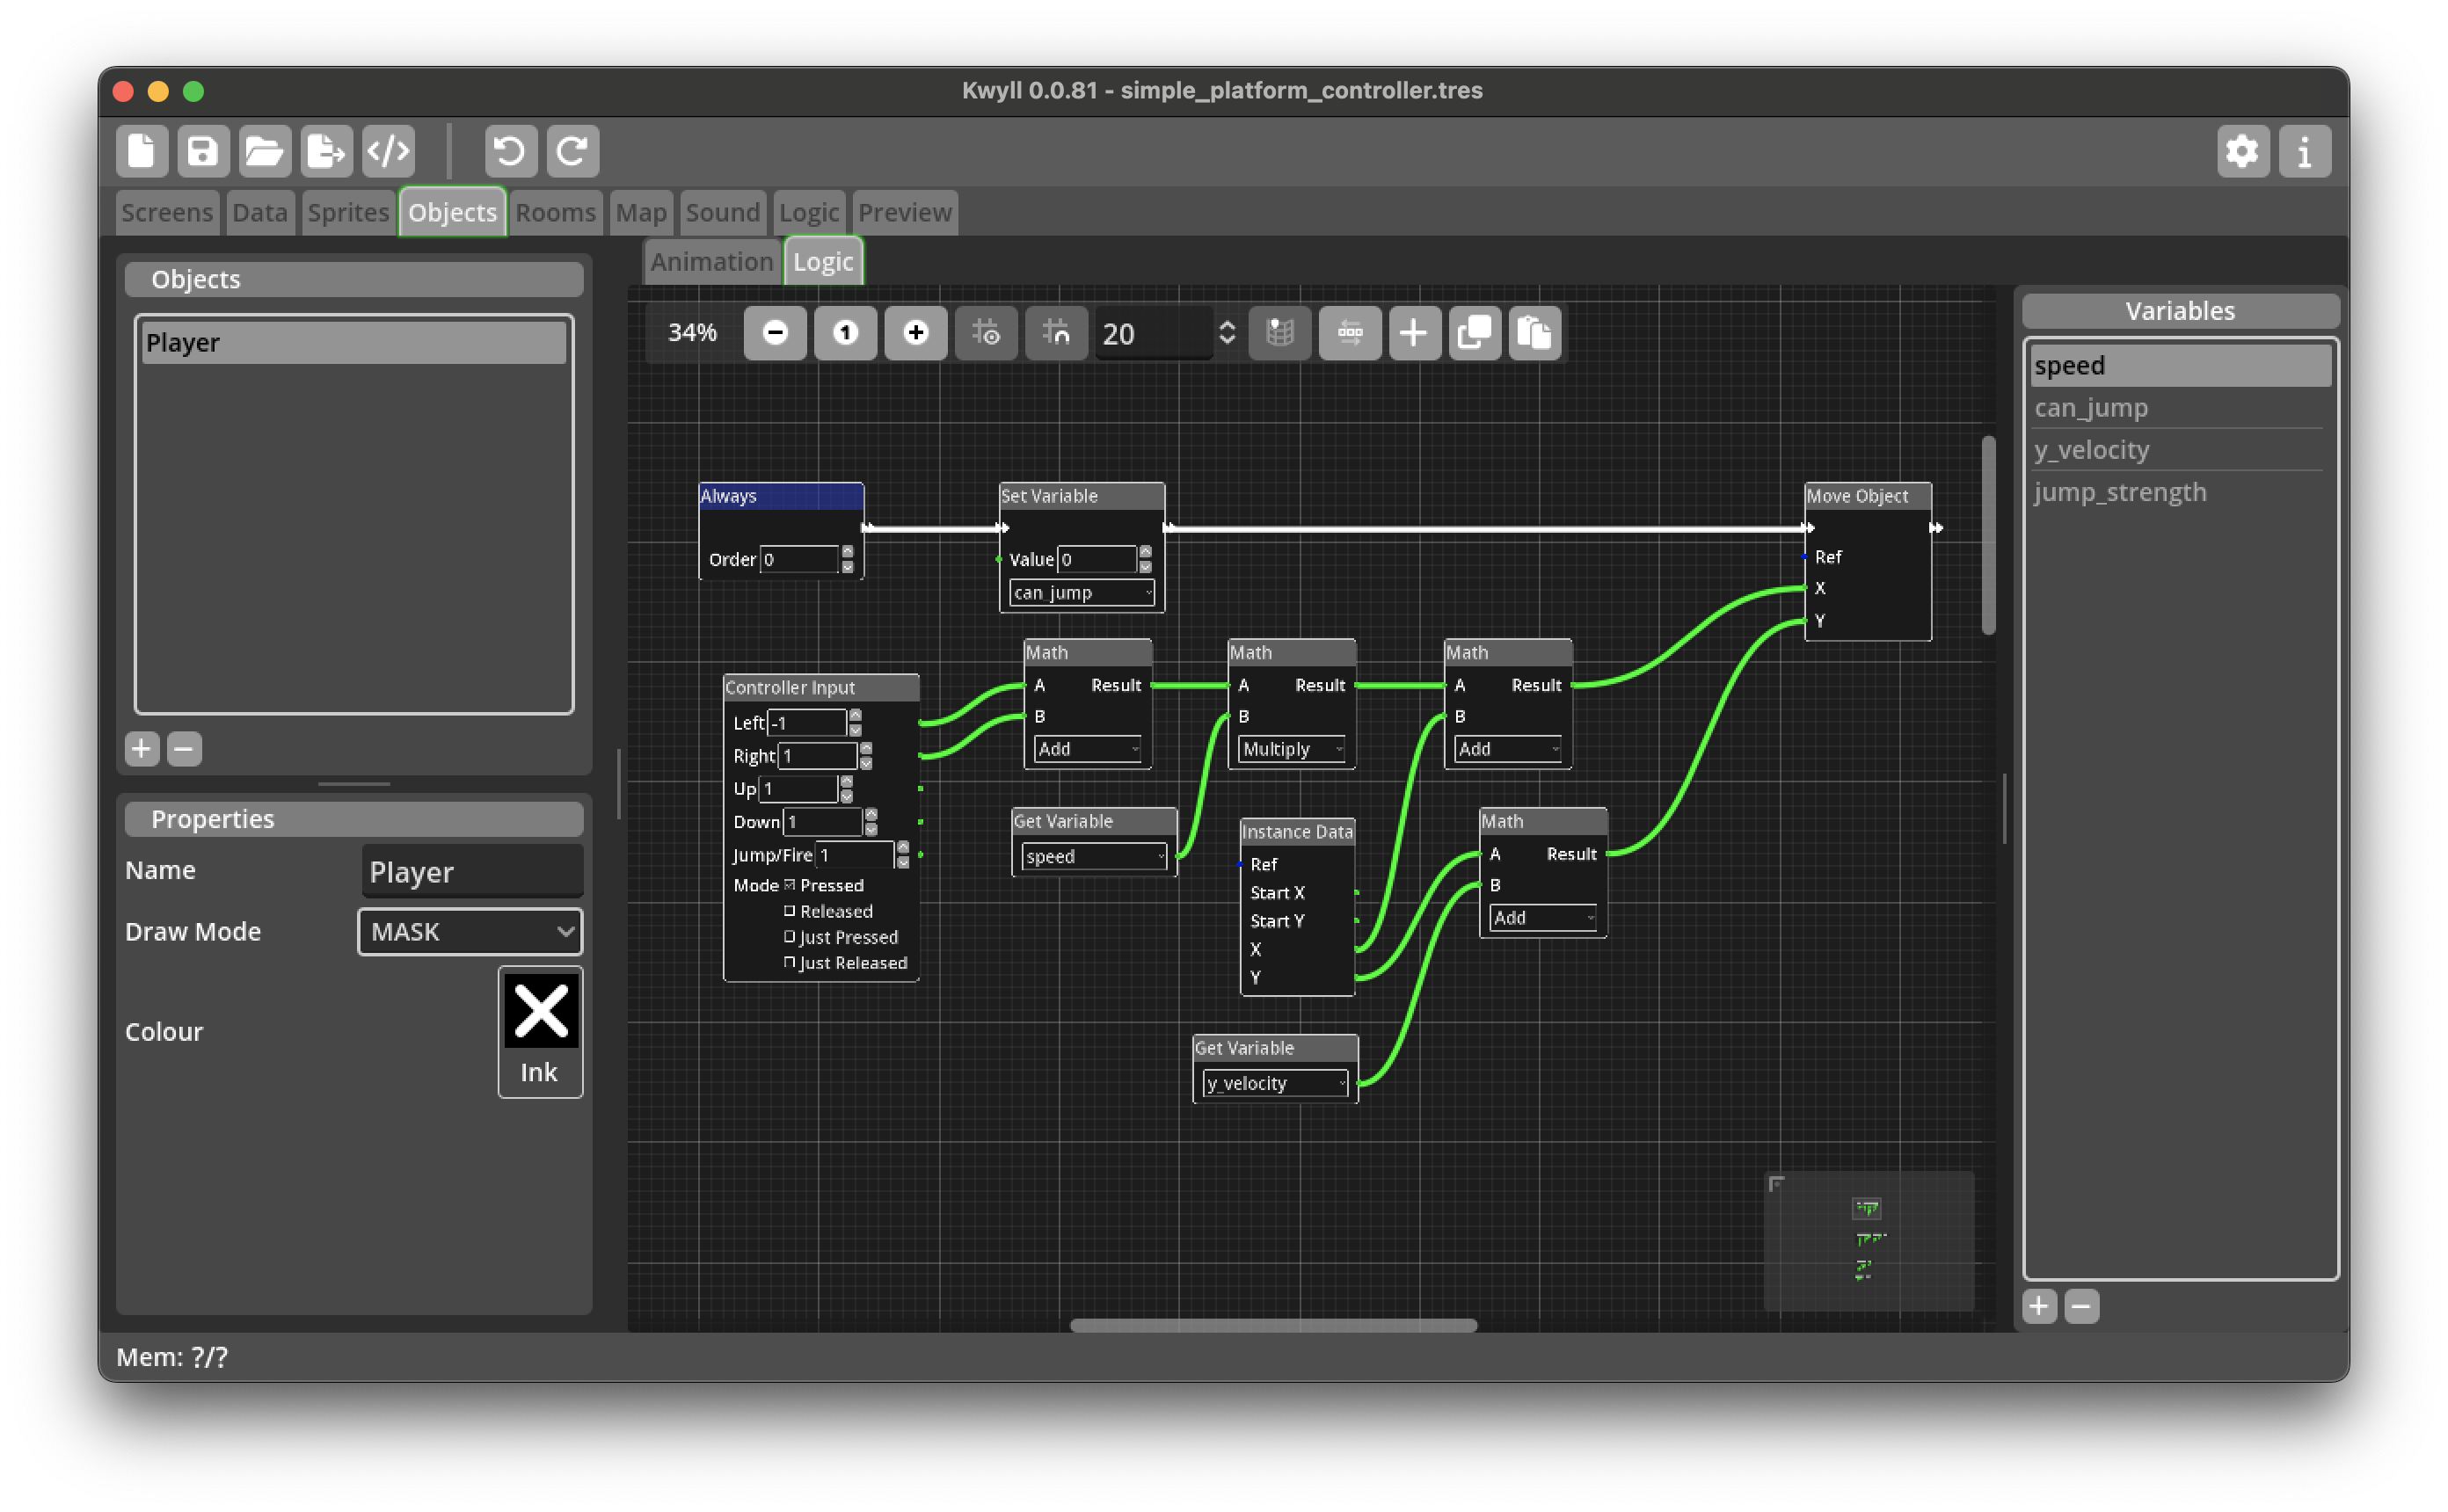 Kwyll 0.0.81 - simple_platform_controller.tres
Screens Data Sprites Objects Rooms Map Sound Logic Preview
Objects
Player
Properties
Name Player
Draw Mode MASK
Colour
Ink
Animation Logic
34% 1 20
Always
Order 0
Set Variable
Value 0
can_jump
Move Object
Ref
X
Y
Controller Input
Left -1
Right 1
Up 1
Down 1
Jump/Fire 1
Mode Pressed
Released
Just Pressed
Just Released
Math
A Result
B
Add
Math
A Result
B
Multiply
Math
A Result
B
Add
Get Variable
speed
Instance Data
Ref
Start X
Start Y
X
Y
Math
A Result
B
Add
Get Variable
y_velocity
Variables
speed
can_jump
y_velocity
jump_strength
Mem: ?/?